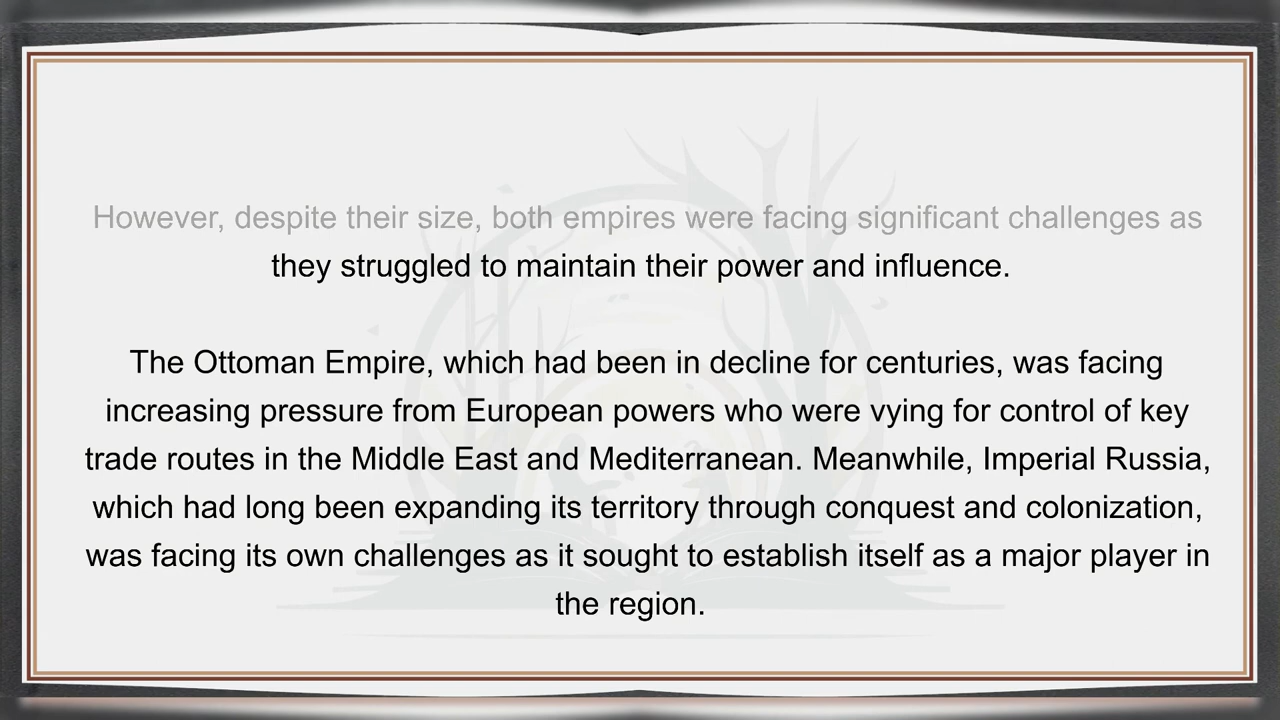 However, despite their size, both empires were facing significant challenges as
they struggled to maintain their power and influence.
The Ottoman Empire, which had been in decline for centuries, was facing
increasing pressure from European powers who were vying for control of key
trade routes in the Middle East and Mediterranean. Meanwhile, Imperial Russia,
which had long been expanding its territory through conquest and colonization,
was facing its own challenges as it sought to establish itself as a major player in
the region.